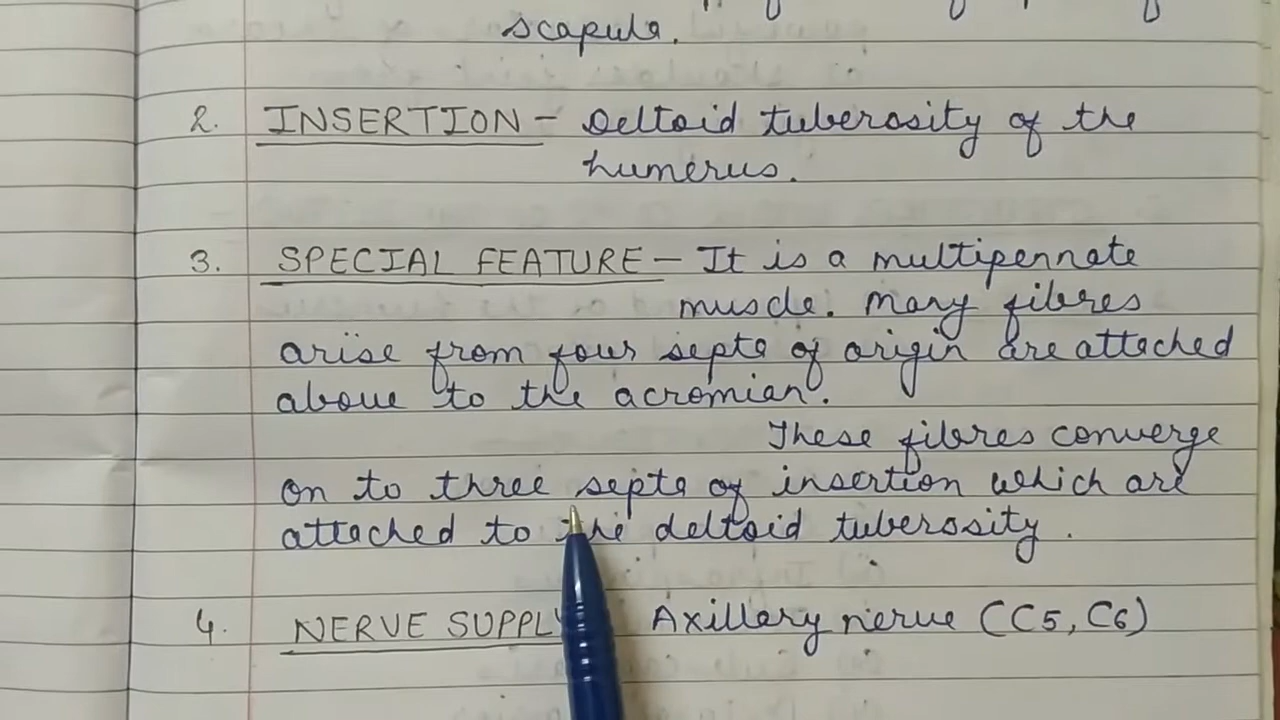 scapula.
2. INSERTION - Deltoid tuberosity of the
humerus.
3. SPECIAL FEATURE - It is a multipennate
muscle. Many fibres
arise from four septa of origin are attached
above to the acromian.
These fibres converge
on to three septa of insertion which are
attached to the deltoid tuberosity.
4. NERVE SUPPLY Axillary nerve (C5, C6)